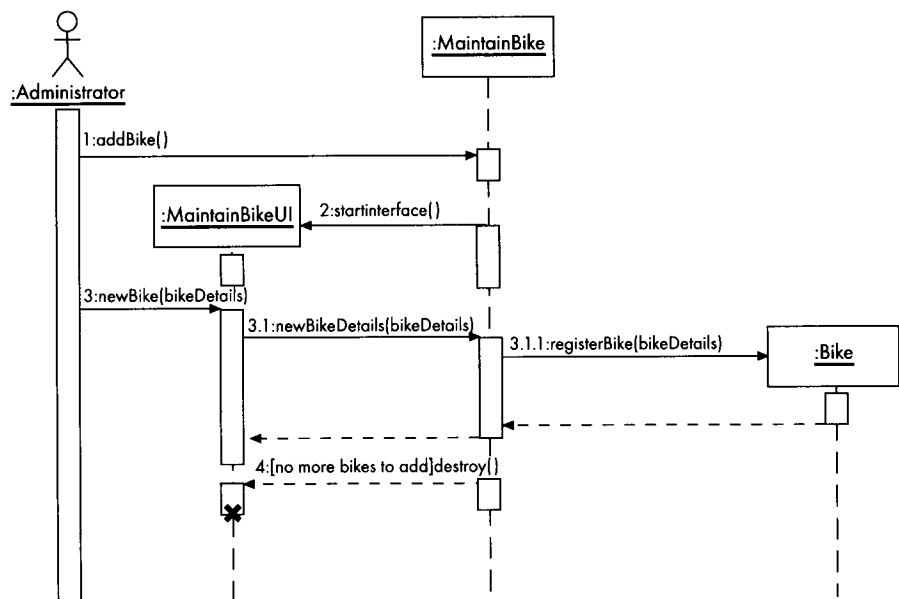 :MaintainBike
:Administrator
1:addBike()
:MaintainBikeUI
2:startinterface()
3:newBike(bikeDetails)
3.1:newBikeDetails(bikeDetails)
3.1.1:registerBike(bikeDetails)
:Bike
4:[no more bikes to add]destroy()